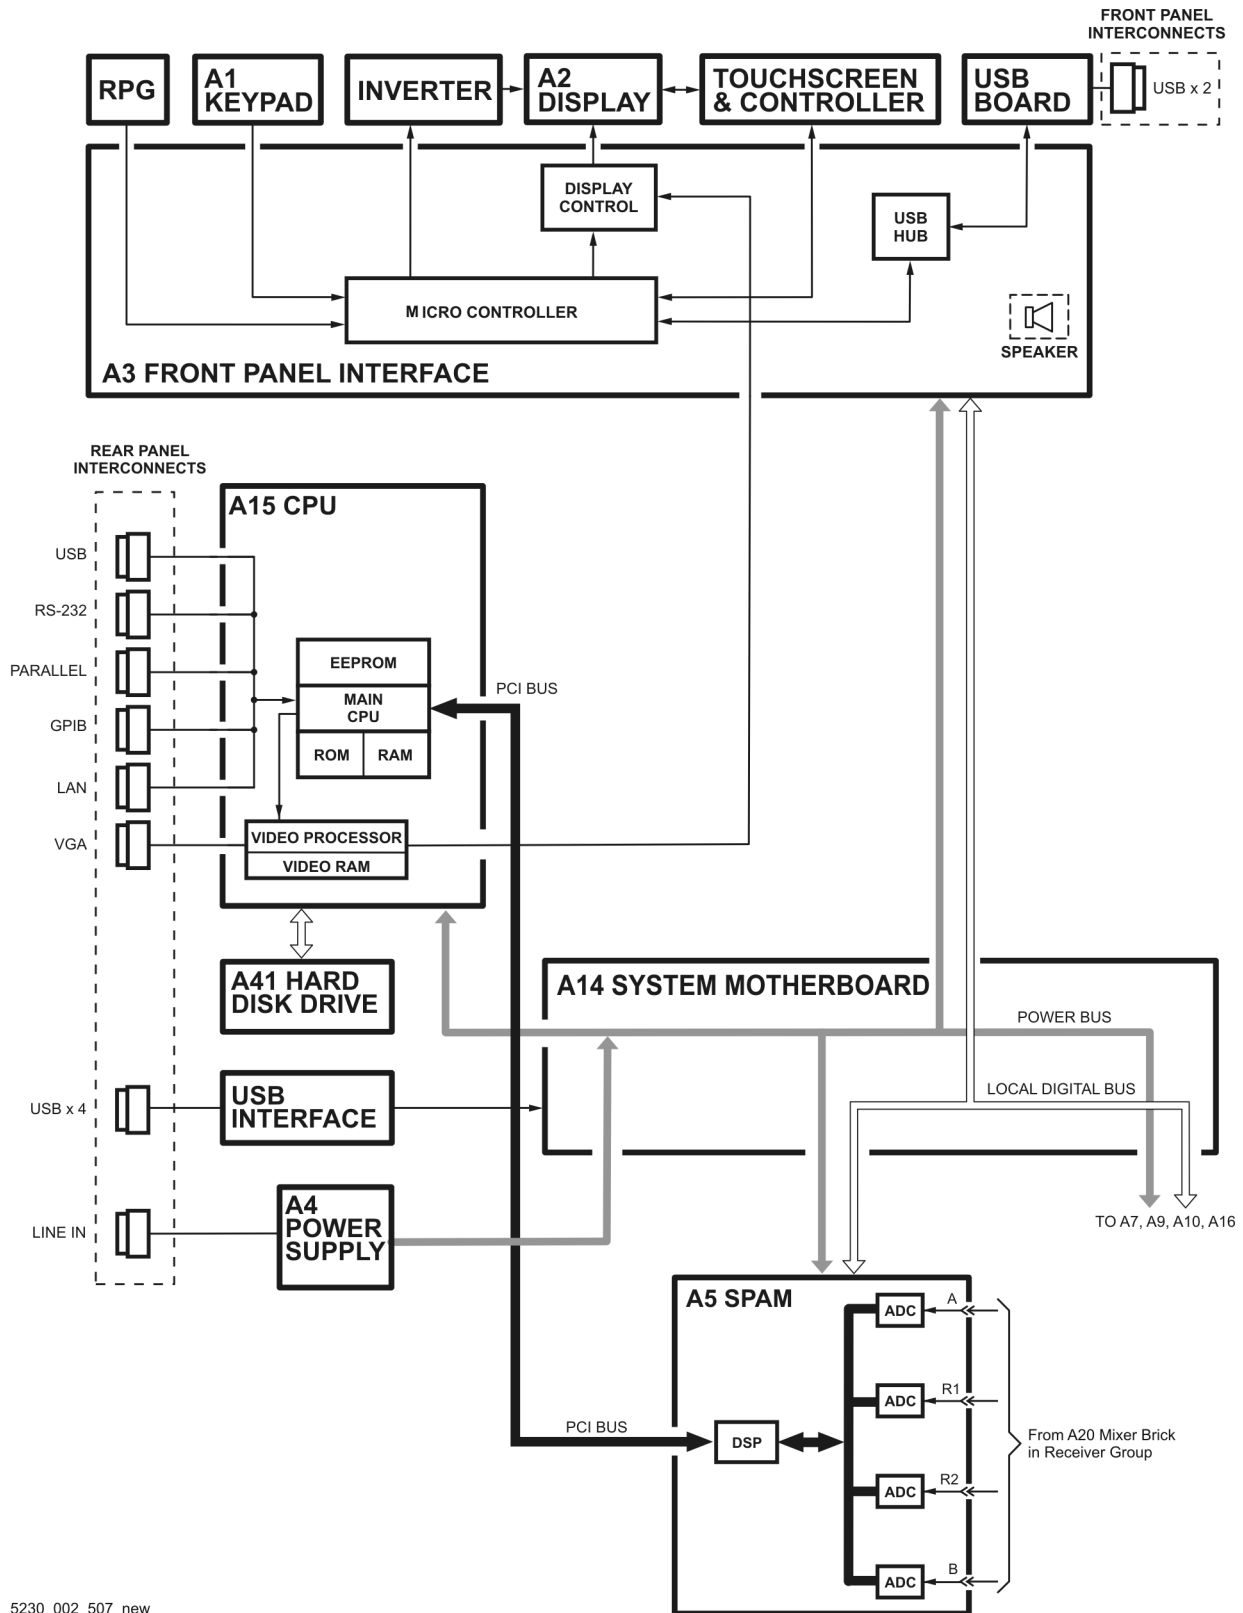 FRONT PANEL
INTERCONNECTS
RPG
A1
KEYPAD
INVERTER
A2
DISPLAY
TOUCHSCREEN
& CONTROLLER
USB
BOARD
USB x 2
DISPLAY
CONTROL
USB
HUB
MICRO CONTROLLER
SPEAKER
A3 FRONT PANEL INTERFACE
REAR PANEL
INTERCONNECTS
A15 CPU
USB
RS-232
PARALLEL
GPIB
LAN
VGA
EEPROM
MAIN
CPU
ROM
RAM
PCI BUS
VIDEO PROCESSOR
VIDEO RAM
A41 HARD
DISK DRIVE
A14 SYSTEM MOTHERBOARD
POWER BUS
LOCAL DIGITAL BUS
USB x 4
USB
INTERFACE
LINE IN
A4
POWER
SUPPLY
TO A7, A9, A10, A16
A5 SPAM
ADC
A
ADC
R1
PCI BUS
DSP
From A20 Mixer Brick
in Receiver Group
ADC
R2
ADC
B
5230_002_507_new